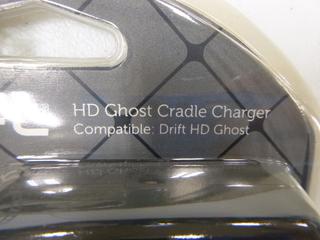 HD Ghost Cradle Charger
Compatible: Drift HD Ghost